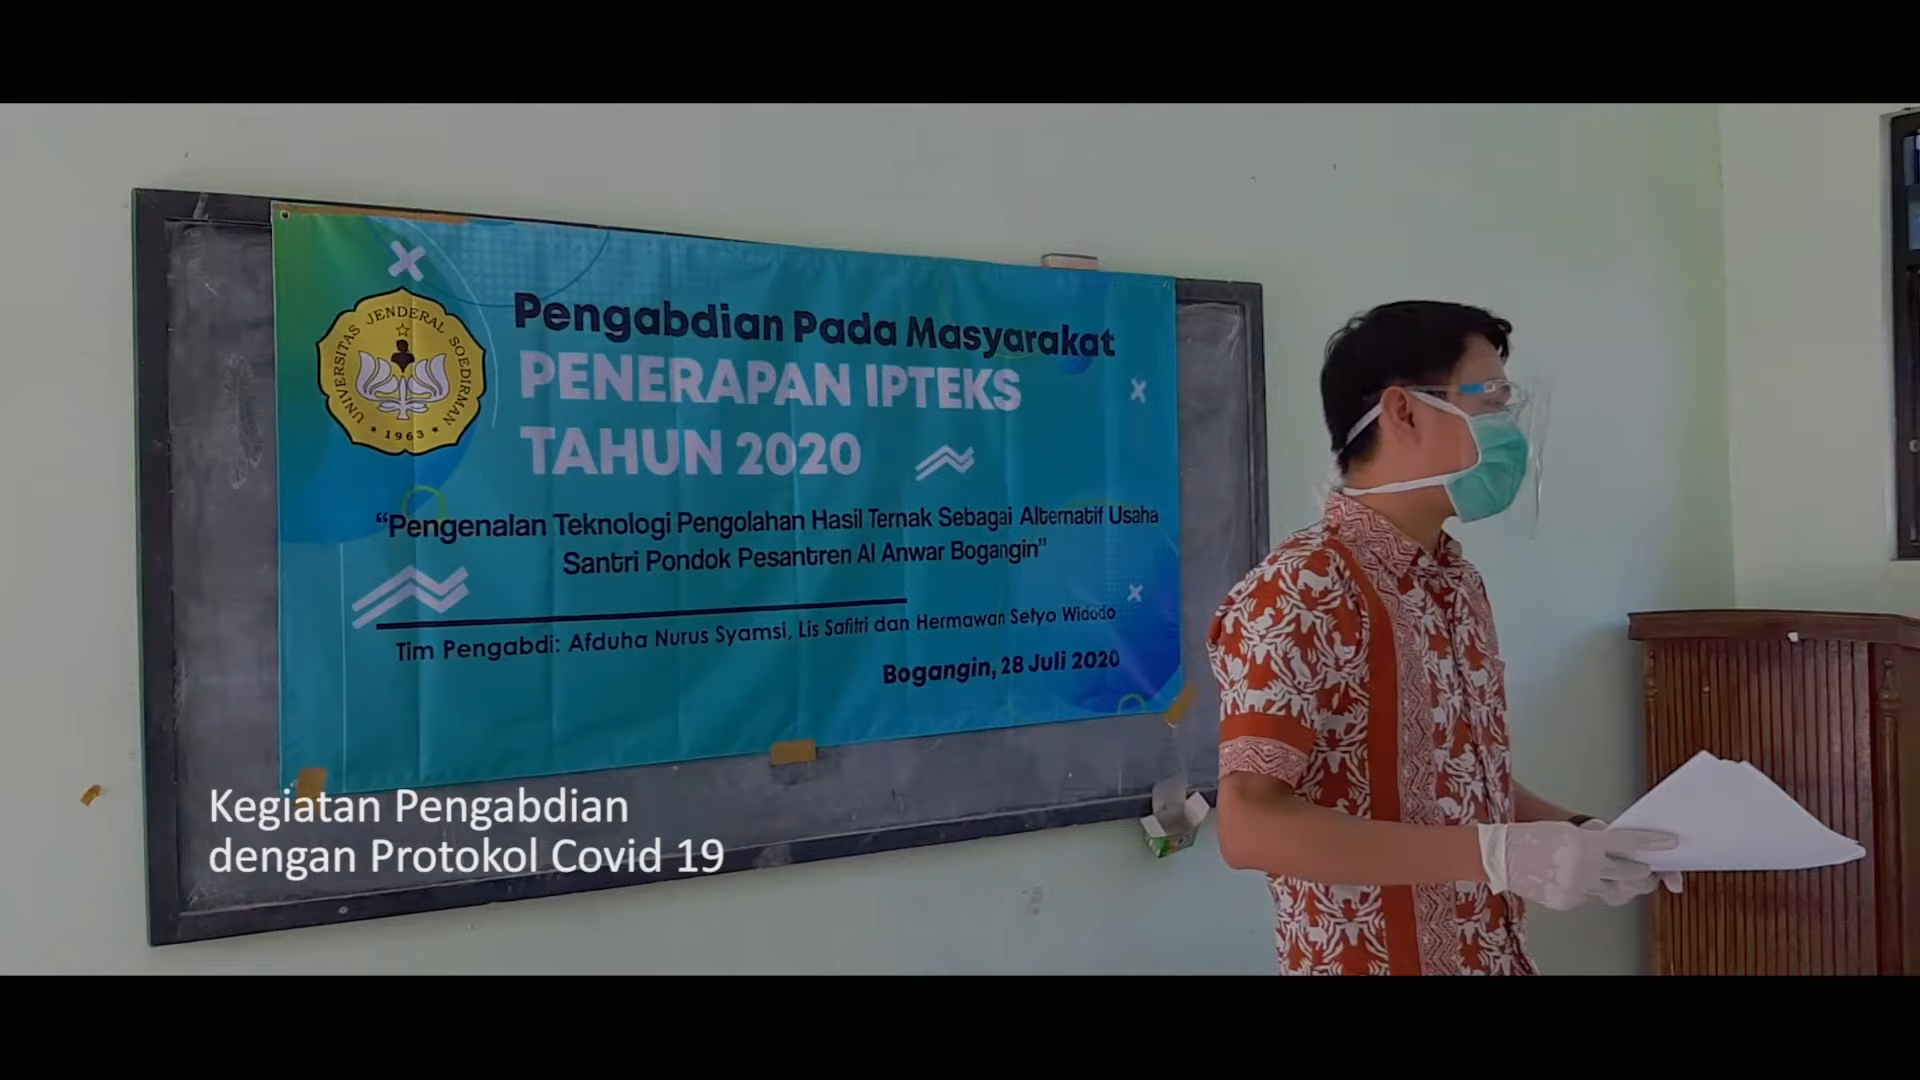 UNIVERSITAS JENDERAL SOEDIRMAN
1963
Pengabdian Pada Masyarakat
PENERAPAN IPTEKS
TAHUN 2020
“Pengenalan Teknologi Pengolahan Hasil Ternak Sebagai Alternatif Usaha
Santri Pondok Pesantren Al Anwar Bogangin”
Tim Pengabdi: Afduha Nurus Syamsi, Lis Safitri dan Hermawan Setyo Widodo
Bogangin, 28 Juli 2020
Kegiatan Pengabdian
dengan Protokol Covid 19